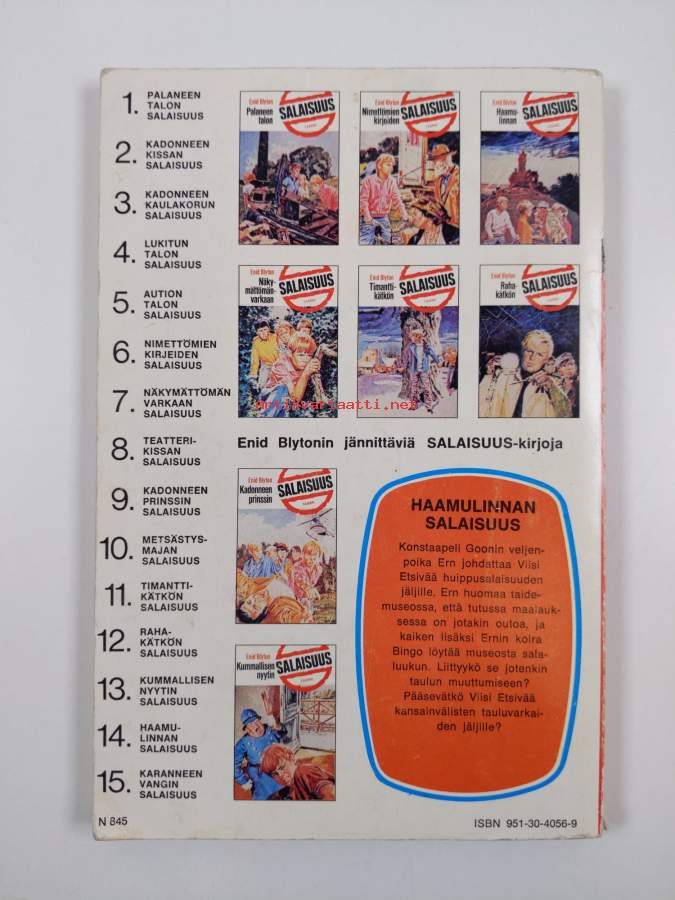 1. PALANEEN
TALON
SALAISUUS
2. KADONNEEN
KISSAN
SALAISUUS
3. KADONNEEN
KAULAKORUN
SALAISUUS
4. LUKITUN
TALON
SALAISUUS
5. AUTION
TALON
SALAISUUS
6. NIMETTÖMIEN
KIRJEIDEN
SALAISUUS
7. NÄKYMÄTTÖMÄN
VARKAAN
SALAISUUS
8. TEATTERI-
KISSAN
SALAISUUS
9. KADONNEEN
PRINSSIN
SALAISUUS
10. METSÄSTYS-
MAJAN
SALAISUUS
11. TIMANTTI-
KÄTKÖN
SALAISUUS
12. RAHA-
KÄTKÖN
SALAISUUS
13. KUMMALLISEN
NYYTIN
SALAISUUS
14. HAAMU-
LINNAN
SALAISUUS
15. KARANNEEN
VANGIN
SALAISUUS
N 845
Enid Blyton
Palaneen
talon
SALAISUUS
Enid Blyton
Nimettömien
kirjeiden
SALAISUUS
Enid Blyton
Haamu-
linnan
SALAISUUS
Enid Blyton
Näky-
mättömän
varkaan
SALAISUUS
Enid Blyton
Timantti-
kätkön
SALAISUUS
Enid Blyton
Raha-
kätkön
SALAISUUS
antikvariaatti.net
Enid Blytonin jännittäviä SALAISUUS-kirjoja
Enid Blyton
Kadonneen
prinssin
SALAISUUS
Enid Blyton
Kummallisen
nyytin
SALAISUUS
HAAMULINNAN
SALAISUUS
Konstaapeli Goonin veljen-
poika Ern johdattaa Viisi
Etsivää huippusalaisuuden
jäljille. Ern huomaa taide-
museossa, että tutussa maalauk-
sessa on jotakin outoa, ja
kaiken lisäksi Ernin koira
Bingo löytää museosta sala-
luukun. Liittyykö se jotenkin
taulun muuttumiseen?
Pääsevätkö Viisi Etsivää
kansainvälisten tauluvarkai-
den jäljille?
ISBN 951-30-4056-9